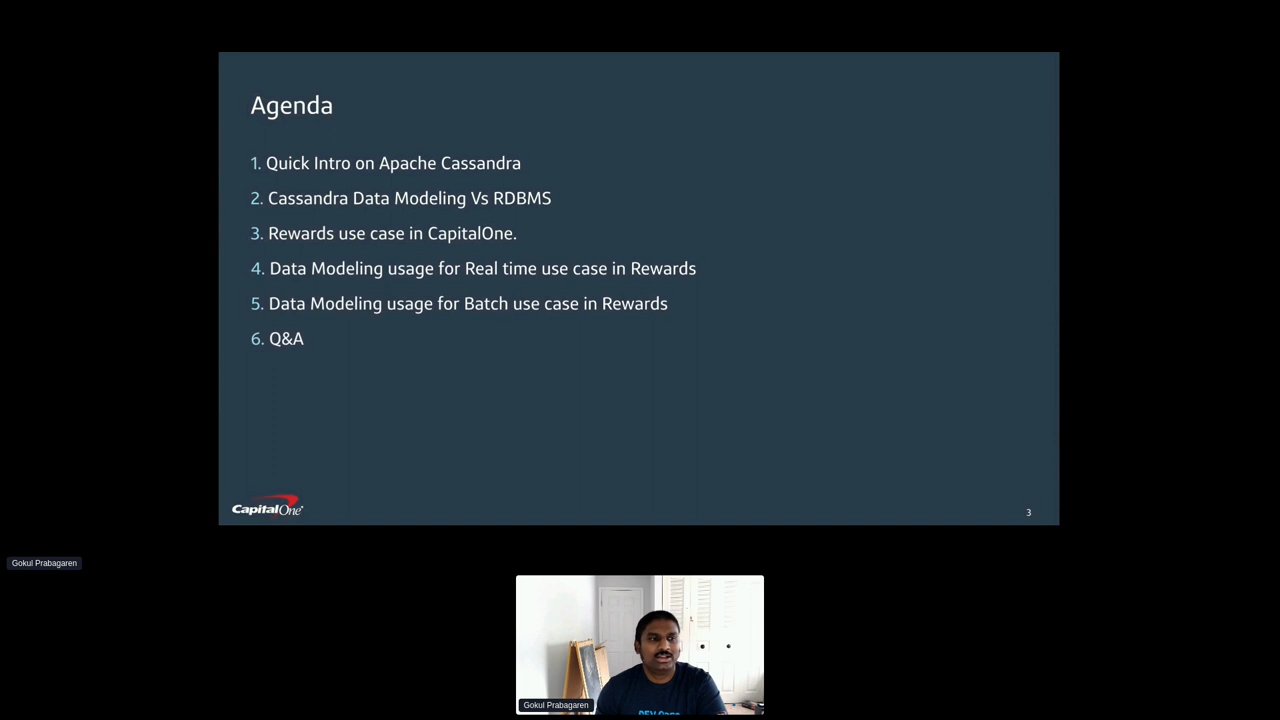 Agenda
1. Quick Intro on Apache Cassandra
2. Cassandra Data Modeling Vs RDBMS
3. Rewards use case in CapitalOne.
4. Data Modeling usage for Real time use case in Rewards
5. Data Modeling usage for Batch use case in Rewards
6. Q&A
CapitalOne
3
Gokul Prabagaren
Gokul Prabagaren